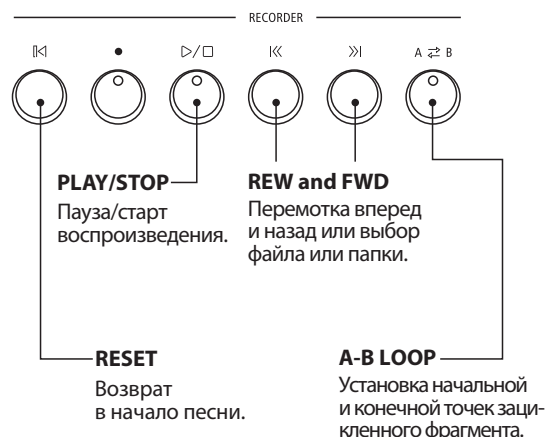 RECORDER
A ⇄ B
PLAY/STOP
Пауза/старт
воспроизведения.
REW and FWD
Перемотка вперед
и назад или выбор
файла или папки.
RESET
Возврат
в начало песни.
A-B LOOP
Установка начальной
и конечной точек заци-
кленного фрагмента.